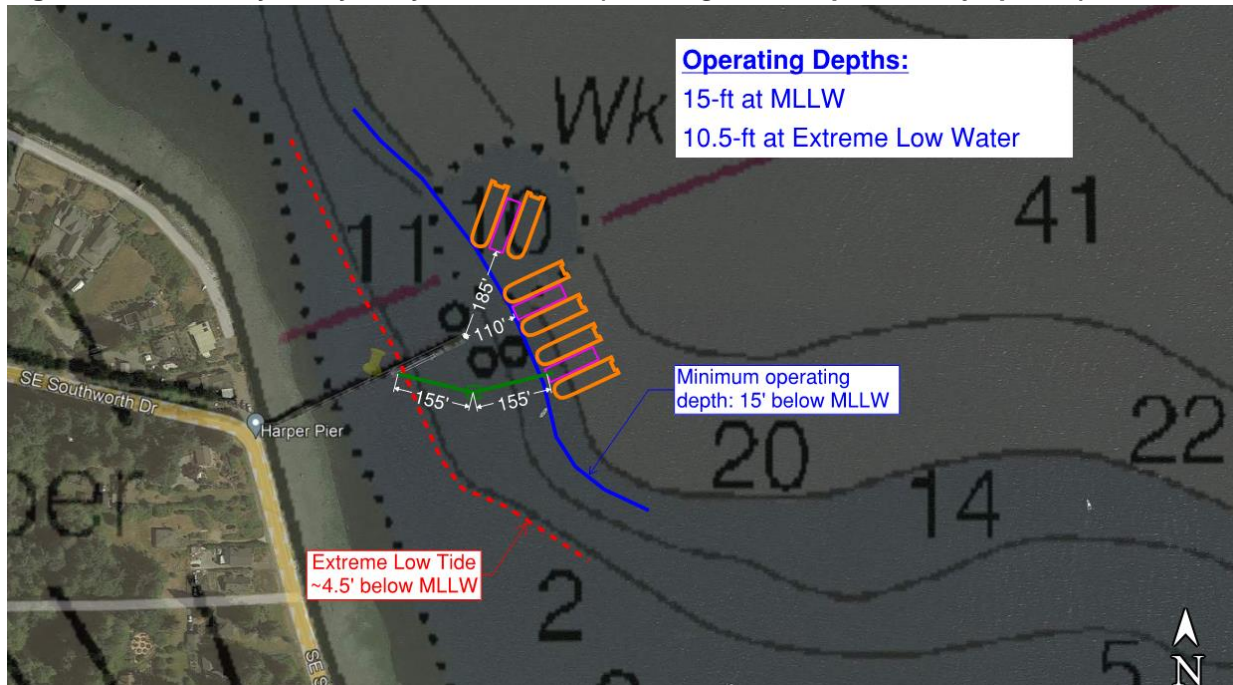 Operating Depths:
15-ft at MLLW
10.5-ft at Extreme Low Water
Wk
41
11
10
185'
110'
155'
155'
SE Southworth Dr
Harper Pier
Minimum operating
depth: 15' below MLLW
20
22
14
per
Extreme Low Tide
~4.5' below MLLW
2
5
SE S
N